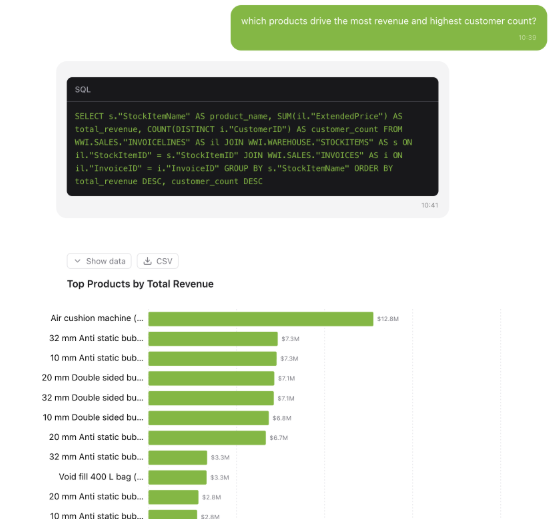 which products drive the most revenue and highest customer count?
10:23
SQL
SELECT s."StockItemName" AS product_name, SUM(il."ExtendedPrice") AS
total_revenue, COUNT(DISTINCT i."CustomerID") AS customer_count FROM
WWI.SALES."INVOICELINES" AS il JOIN WWI.WAREHOUSE."STOCKITEMS" AS s ON
il."StockItemID" = s."StockItemID" JOIN WWI.SALES."INVOICES" AS i ON
il."InvoiceID" = i."InvoiceID" GROUP BY s."StockItemName" ORDER BY
total_revenue DESC, customer_count DESC
10:41
Show data CSV
Top Products by Total Revenue
Air cushion machine (... $12.8M
32 mm Anti static bub... $7.3M
10 mm Anti static bub... $7.3M
20 mm Double sided bu... $7.1M
32 mm Double sided bu... $7.1M
10 mm Double sided bu... $6.8M
20 mm Anti static bub... $6.7M
32 mm Anti static bub... $3.3M
Void fill 400 L bag (... $3.3M
20 mm Anti static bub... $2.8M
10 mm Anti static bub... $2.8M